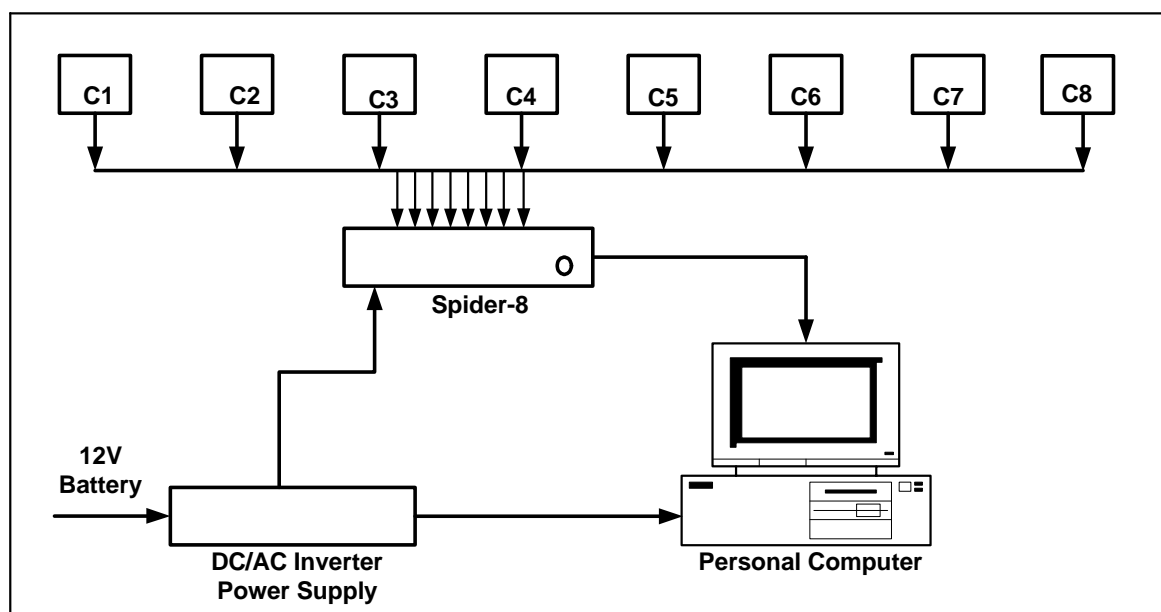 C1
C2
C3
C4
C5
C6
C7
C8
Spider-8
12V
Battery
DC/AC Inverter
Power Supply
Personal Computer